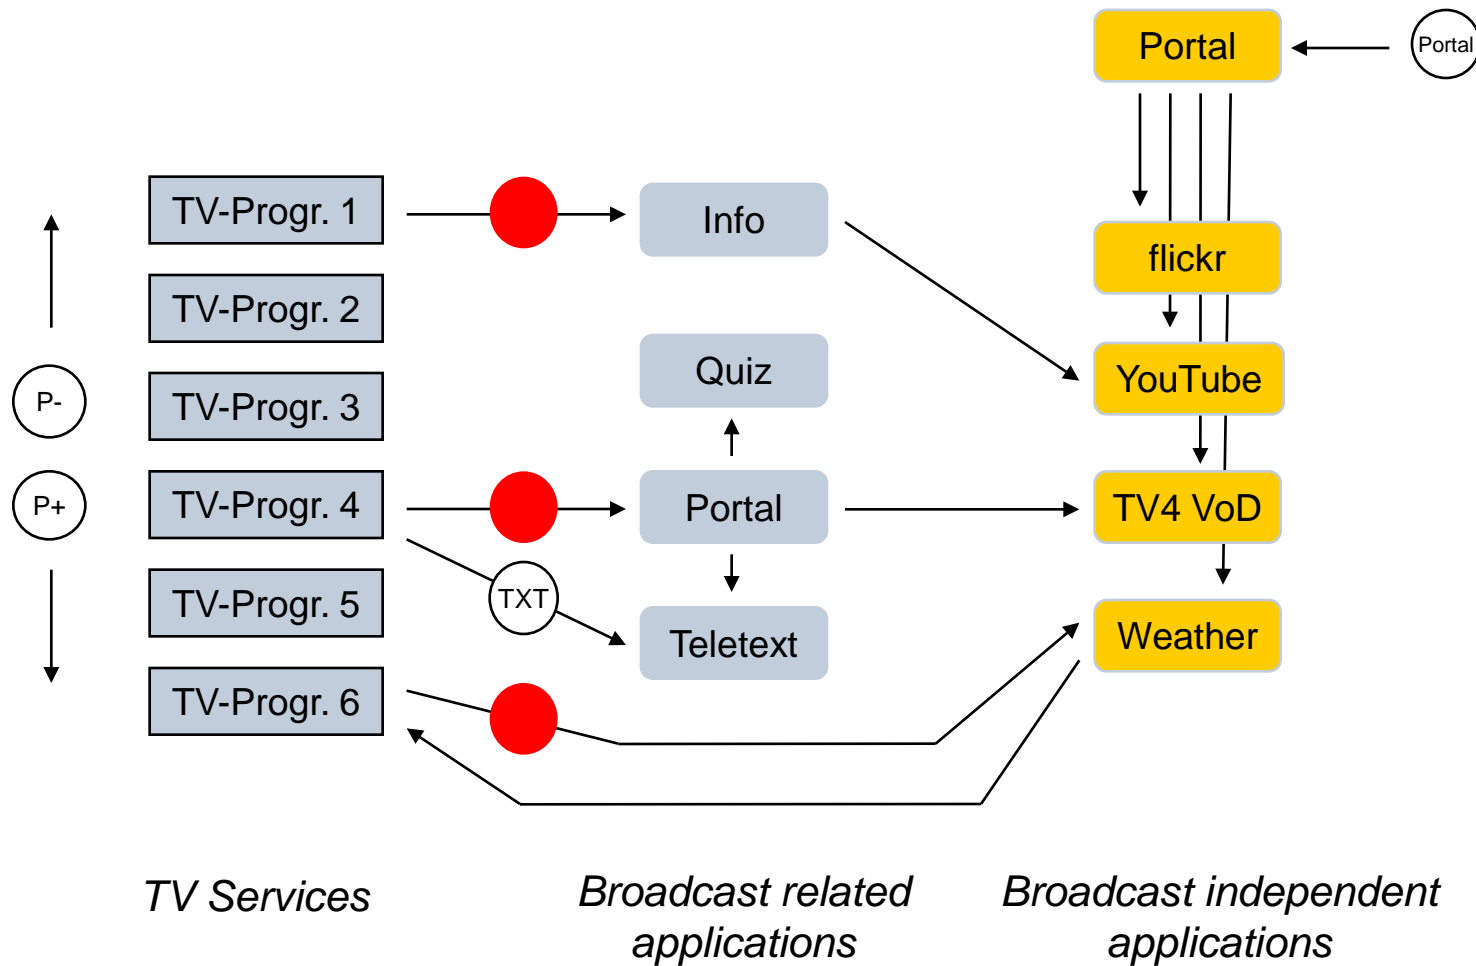 Portal
Portal
TV-Progr. 1
Info
flickr
TV-Progr. 2
Quiz
YouTube
P-
TV-Progr. 3
P+
TV-Progr. 4
Portal
TV4 VoD
TV-Progr. 5
TXT
Teletext
Weather
TV-Progr. 6
TV Services
Broadcast related
applications
Broadcast independent
applications